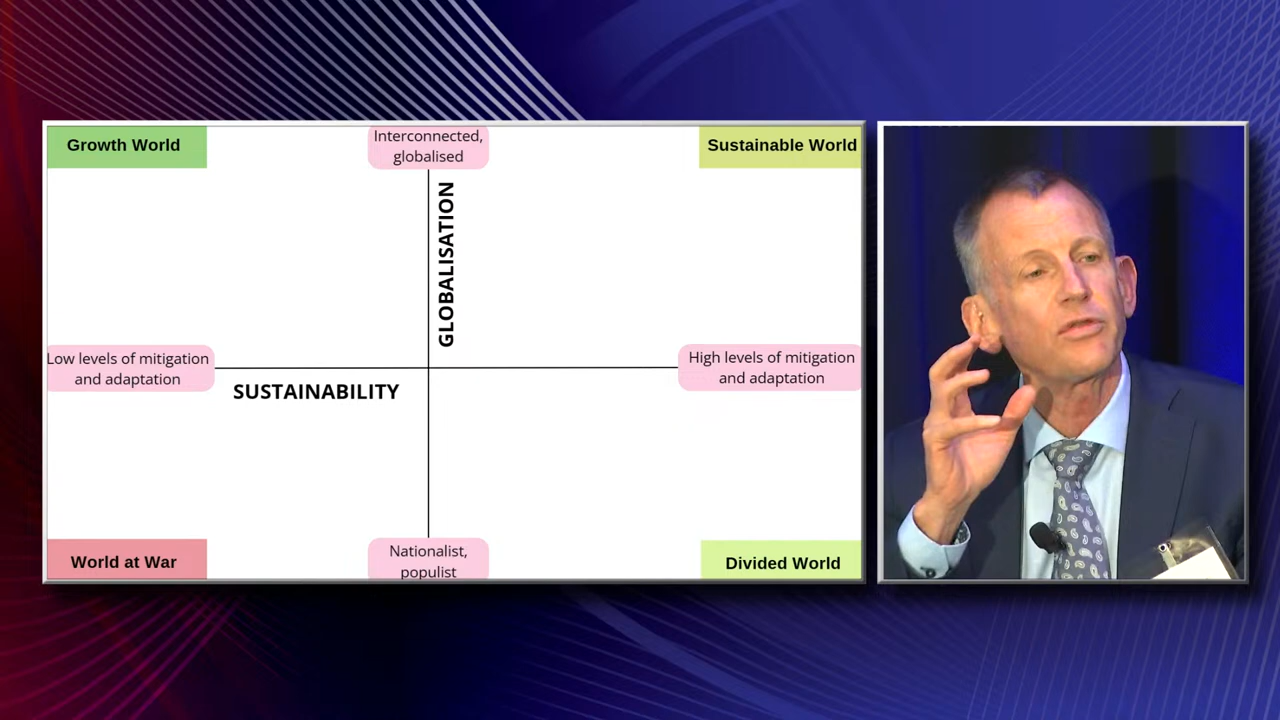 Growth World
Interconnected,
globalised
Sustainable World
GLOBALISATION
Low levels of mitigation
and adaptation
SUSTAINABILITY
High levels of mitigation
and adaptation
World at War
Nationalist,
populist
Divided World